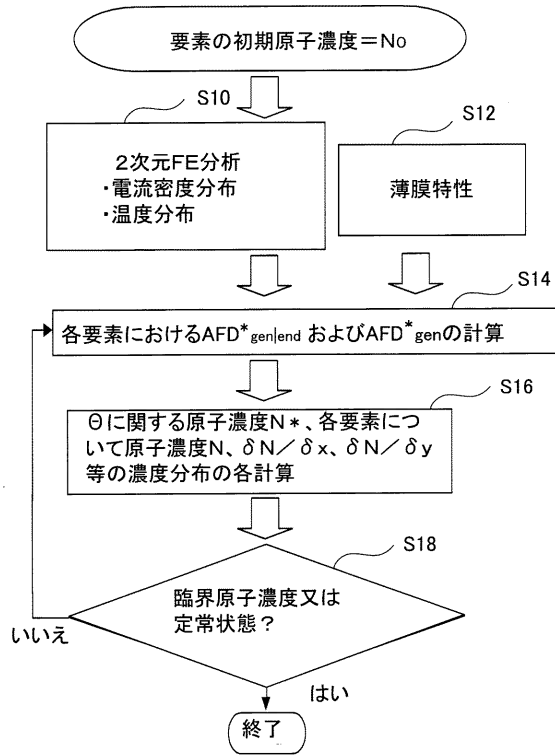 要素の初期原子濃度＝No
S10
S12
2次元FE分析
・電流密度分布
・温度分布
薄膜特性
S14
各要素におけるAFD*gen|end およびAFD*genの計算
S16
Θに関する原子濃度N*、各要素につ
いて原子濃度N、δN／δx、δN／δy
等の濃度分布の各計算
S18
臨界原子濃度又は
定常状態？
いいえ
はい
終了